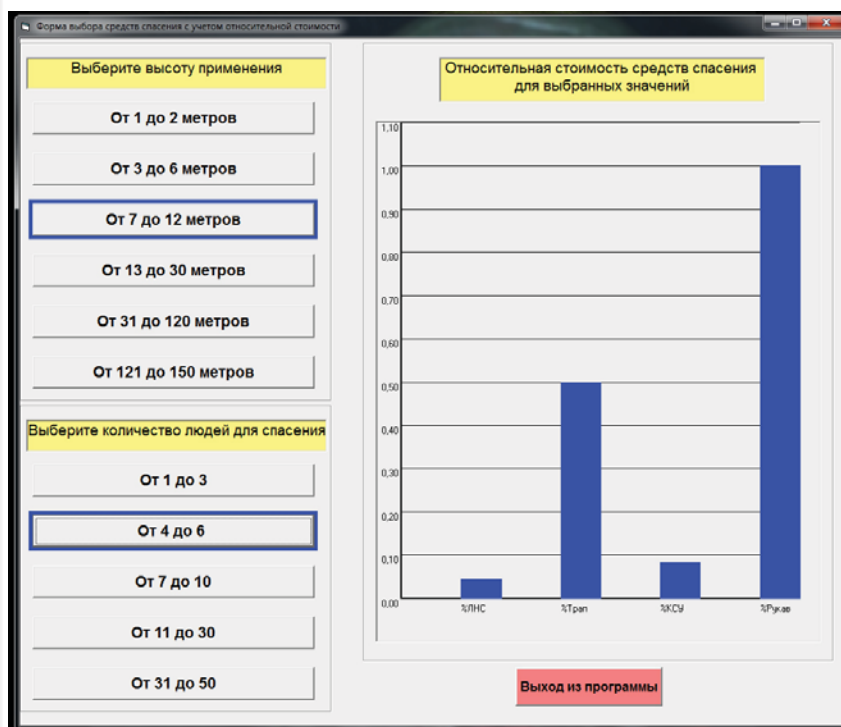 Форма выбора средств спасения с учетом относительной стоимости
Выберите высоту применения
От 1 до 2 метров
От 3 до 6 метров
От 7 до 12 метров
От 13 до 30 метров
От 31 до 120 метров
От 121 до 150 метров
Выберите количество людей для спасения
От 1 до 3
От 4 до 6
От 7 до 10
От 11 до 30
От 31 до 50
Относительная стоимость средств спасения
для выбранных значений
1,10
1,00
0,90
0,80
0,70
0,60
0,50
0,40
0,30
0,20
0,10
0,00
%ЛНС
%Трап
%КСУ
%Рукав
Выход из программы